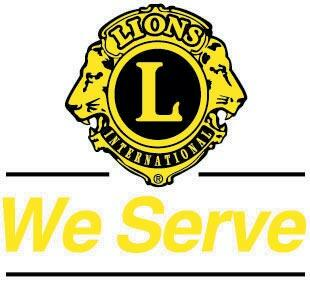 LIONS
L
INTERNATIONAL
®
We Serve